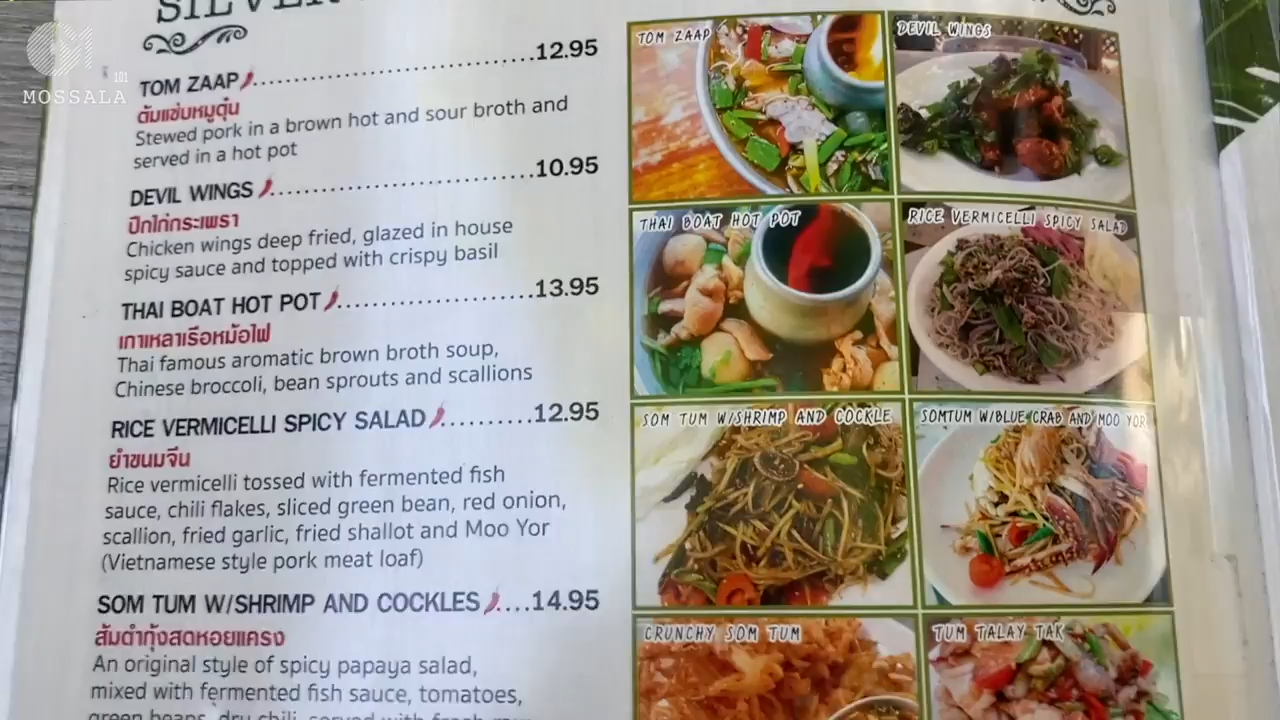 MOSSALA
101
TOM ZAAP..............................12.95
ต้มแซ่บหมูตุ๋น
Stewed pork in a brown hot and sour broth and
served in a hot pot
DEVIL WINGS..............................10.95
ปีกไก่กระเพรา
Chicken wings deep fried, glazed in house
spicy sauce and topped with crispy basil
THAI BOAT HOT POT......................13.95
เกาเหลาเรือหม้อไฟ
Thai famous aromatic brown broth soup,
Chinese broccoli, bean sprouts and scallions
RICE VERMICELLI SPICY SALAD..........12.95
ยำขนมจีน
Rice vermicelli tossed with fermented fish
sauce, chili flakes, sliced green bean, red onion,
scallion, fried garlic, fried shallot and Moo Yor
(Vietnamese style pork meat loaf)
SOM TUM W/SHRIMP AND COCKLES....14.95
ส้มตำกุ้งสดหอยแครง
An original style of spicy papaya salad,
mixed with fermented fish sauce, tomatoes,
green beans, dry chili, served with fresh
TOM ZAAP
DEVIL WINGS
THAI BOAT HOT POT
RICE VERMICELLI SPICY SALAD
SOM TUM W/SHRIMP AND COCKLE
SOMTUM W/BLUE CRAB AND MOO YOR
CRUNCHY SOM TUM
TUM TALAY TAK